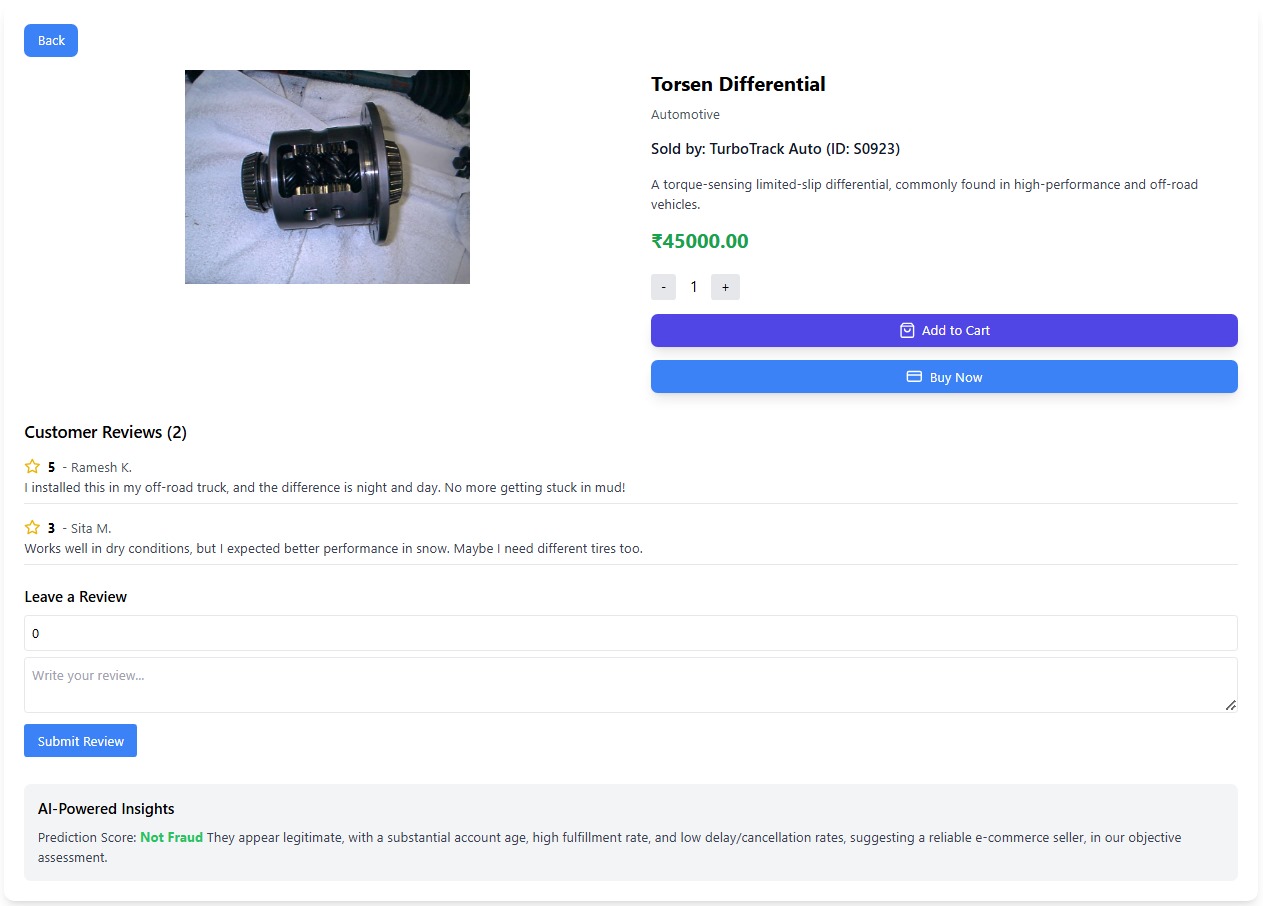 Back
Torsen Differential
Automotive
Sold by: TurboTrack Auto (ID: S0923)
A torque-sensing limited-slip differential, commonly found in high-performance and off-road
vehicles.
₹45000.00
- 1 +
Add to Cart
Buy Now
Customer Reviews (2)
5 - Ramesh K.
I installed this in my off-road truck, and the difference is night and day. No more getting stuck in mud!
3 - Sita M.
Works well in dry conditions, but I expected better performance in snow. Maybe I need different tires too.
Leave a Review
0
Write your review...
Submit Review
AI-Powered Insights
Prediction Score: Not Fraud They appear legitimate, with a substantial account age, high fulfillment rate, and low delay/cancellation rates, suggesting a reliable e-commerce seller, in our objective
assessment.